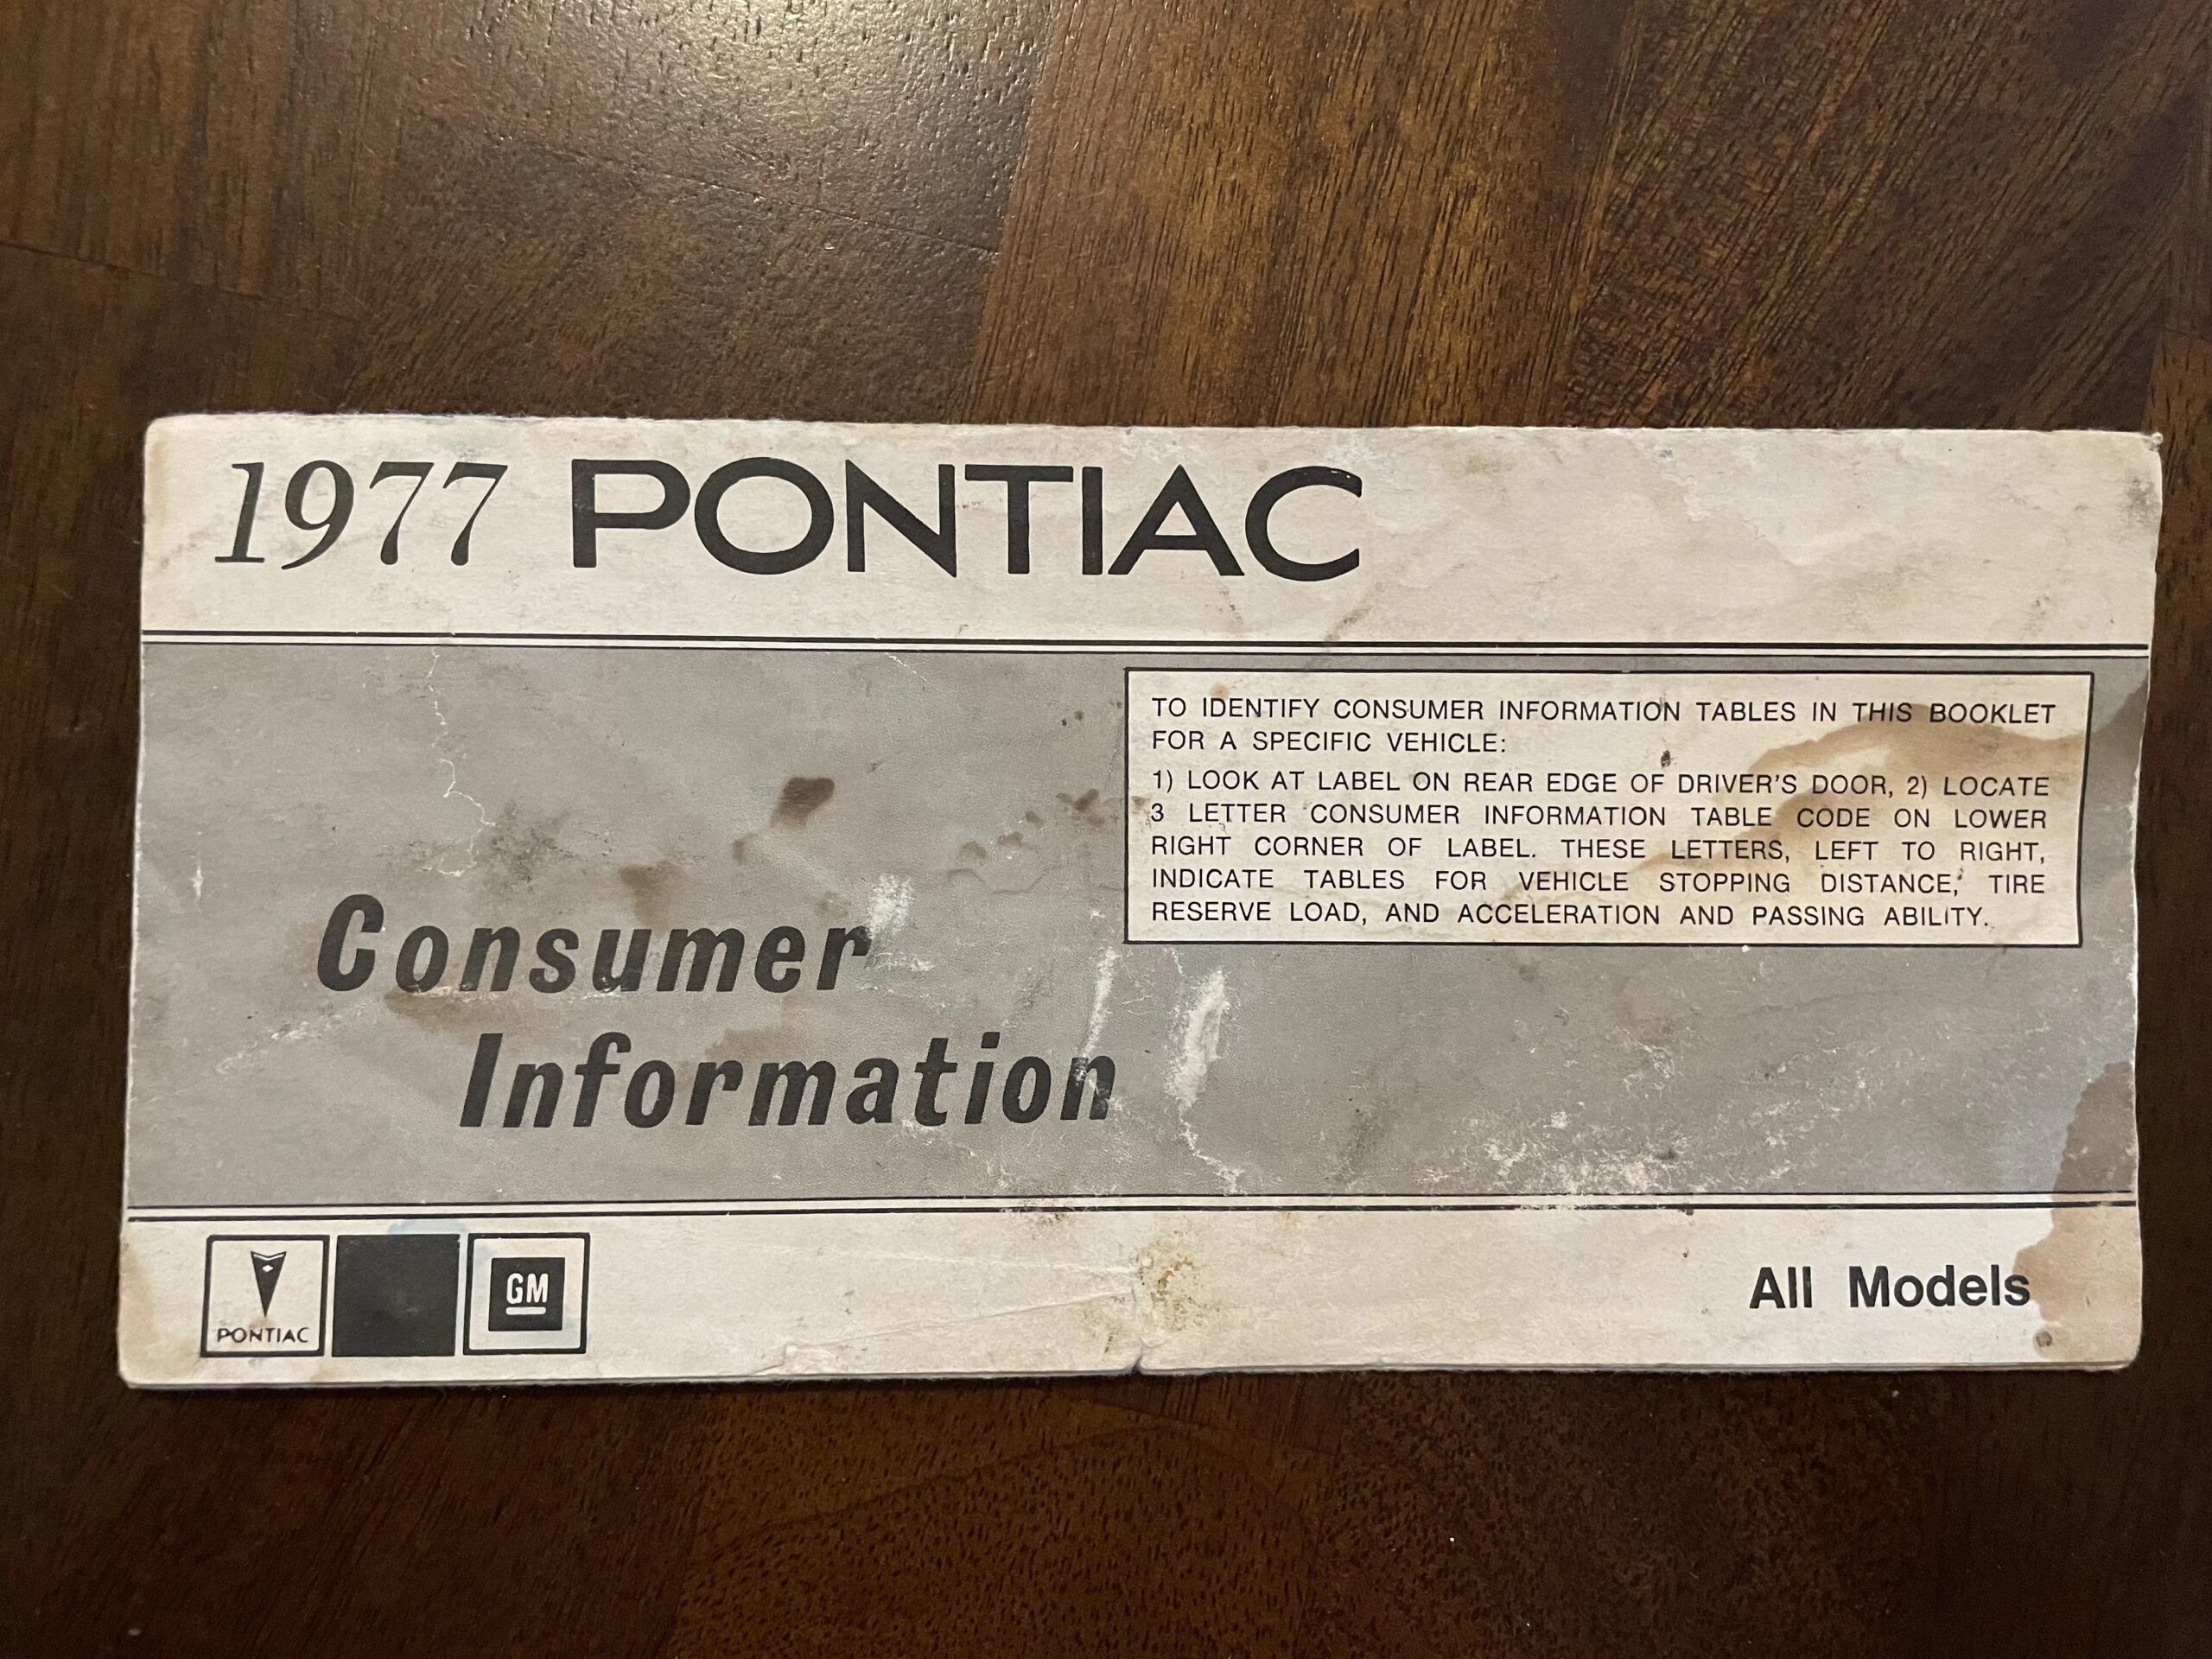 1977 PONTIAC
TO IDENTIFY CONSUMER INFORMATION TABLES IN THIS BOOKLET
FOR A SPECIFIC VEHICLE:
1) LOOK AT LABEL ON REAR EDGE OF DRIVER'S DOOR, 2) LOCATE
3 LETTER CONSUMER INFORMATION TABLE CODE ON LOWER
RIGHT CORNER OF LABEL. THESE LETTERS, LEFT TO RIGHT,
INDICATE TABLES FOR VEHICLE STOPPING DISTANCE, TIRE
RESERVE LOAD, AND ACCELERATION AND PASSING ABILITY.
Consumer
Information
PONTIAC
GM
All Models